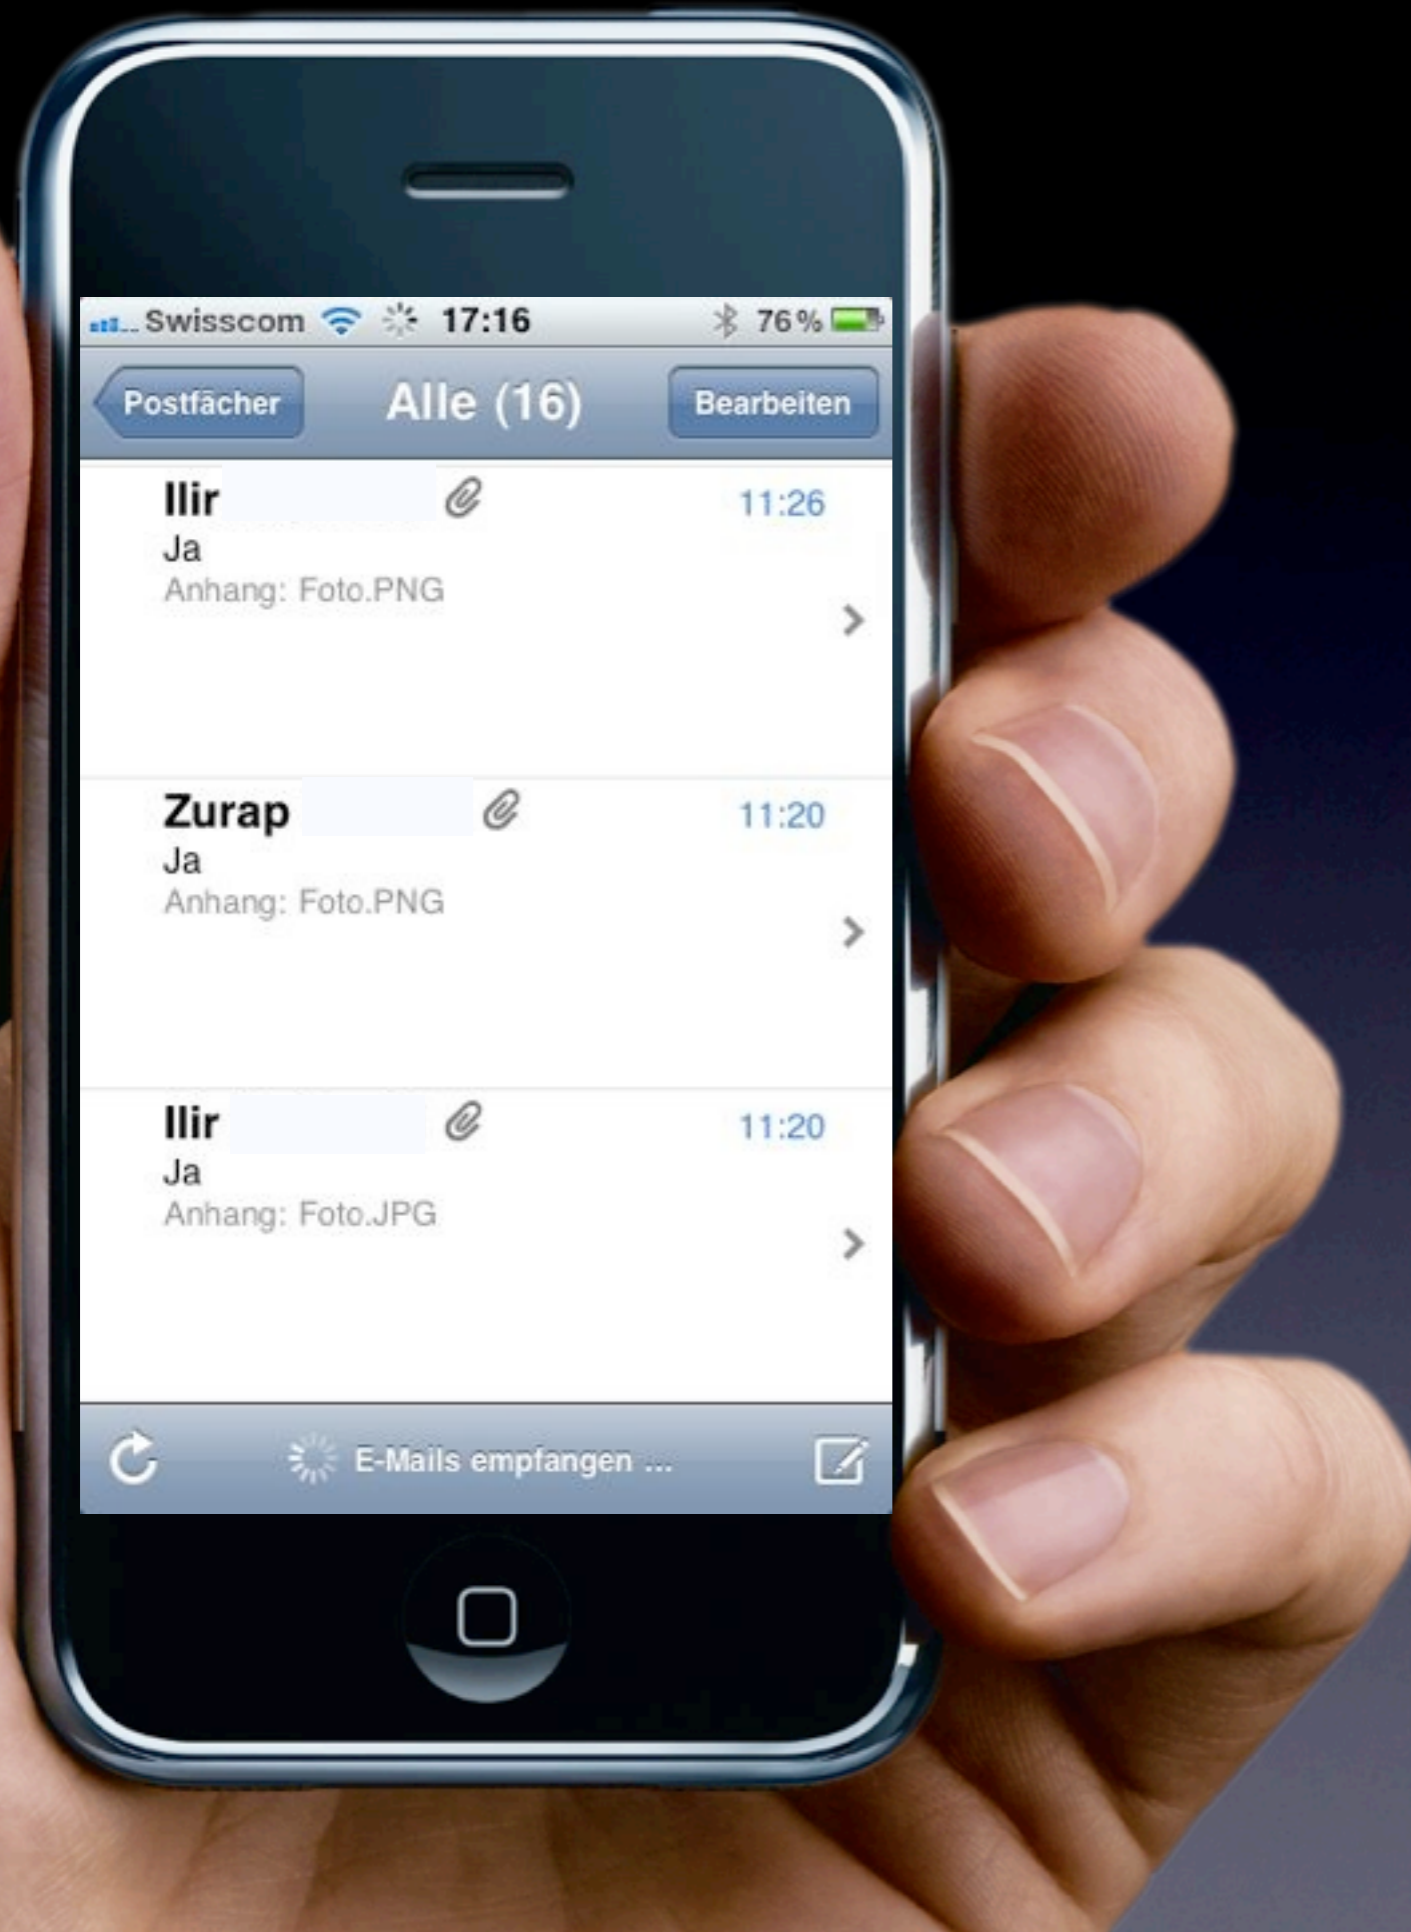 Swisscom 17:16 76%
Postfächer Alle (16) Bearbeiten
Ilir 11:26
Ja
Anhang: Foto.PNG
Zurap 11:20
Ja
Anhang: Foto.PNG
Ilir 11:20
Ja
Anhang: Foto.JPG
E-Mails empfangen ...